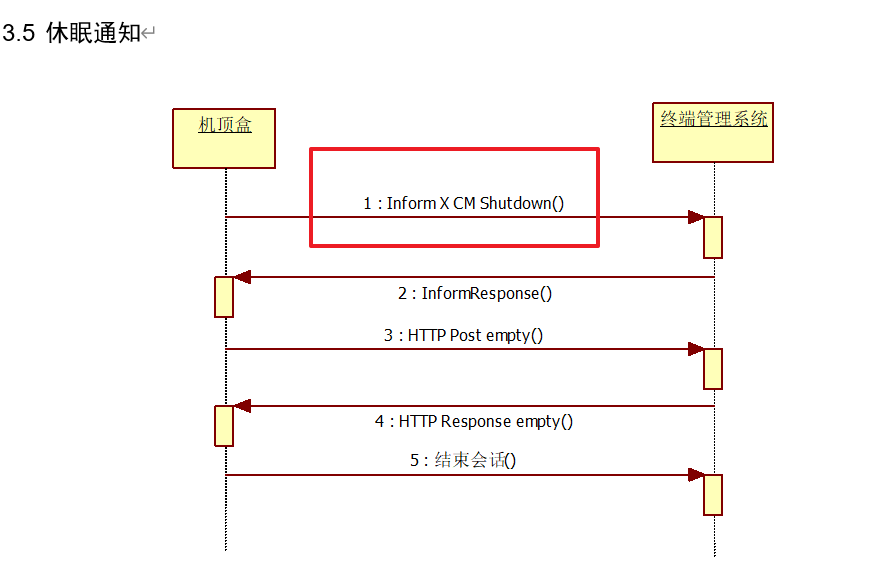 3.5 休眠通知↵
机顶盒
终端管理系统
1 : Inform X CM Shutdown()
2 : InformResponse()
3 : HTTP Post empty()
4 : HTTP Response empty()
5 : 结束会话()